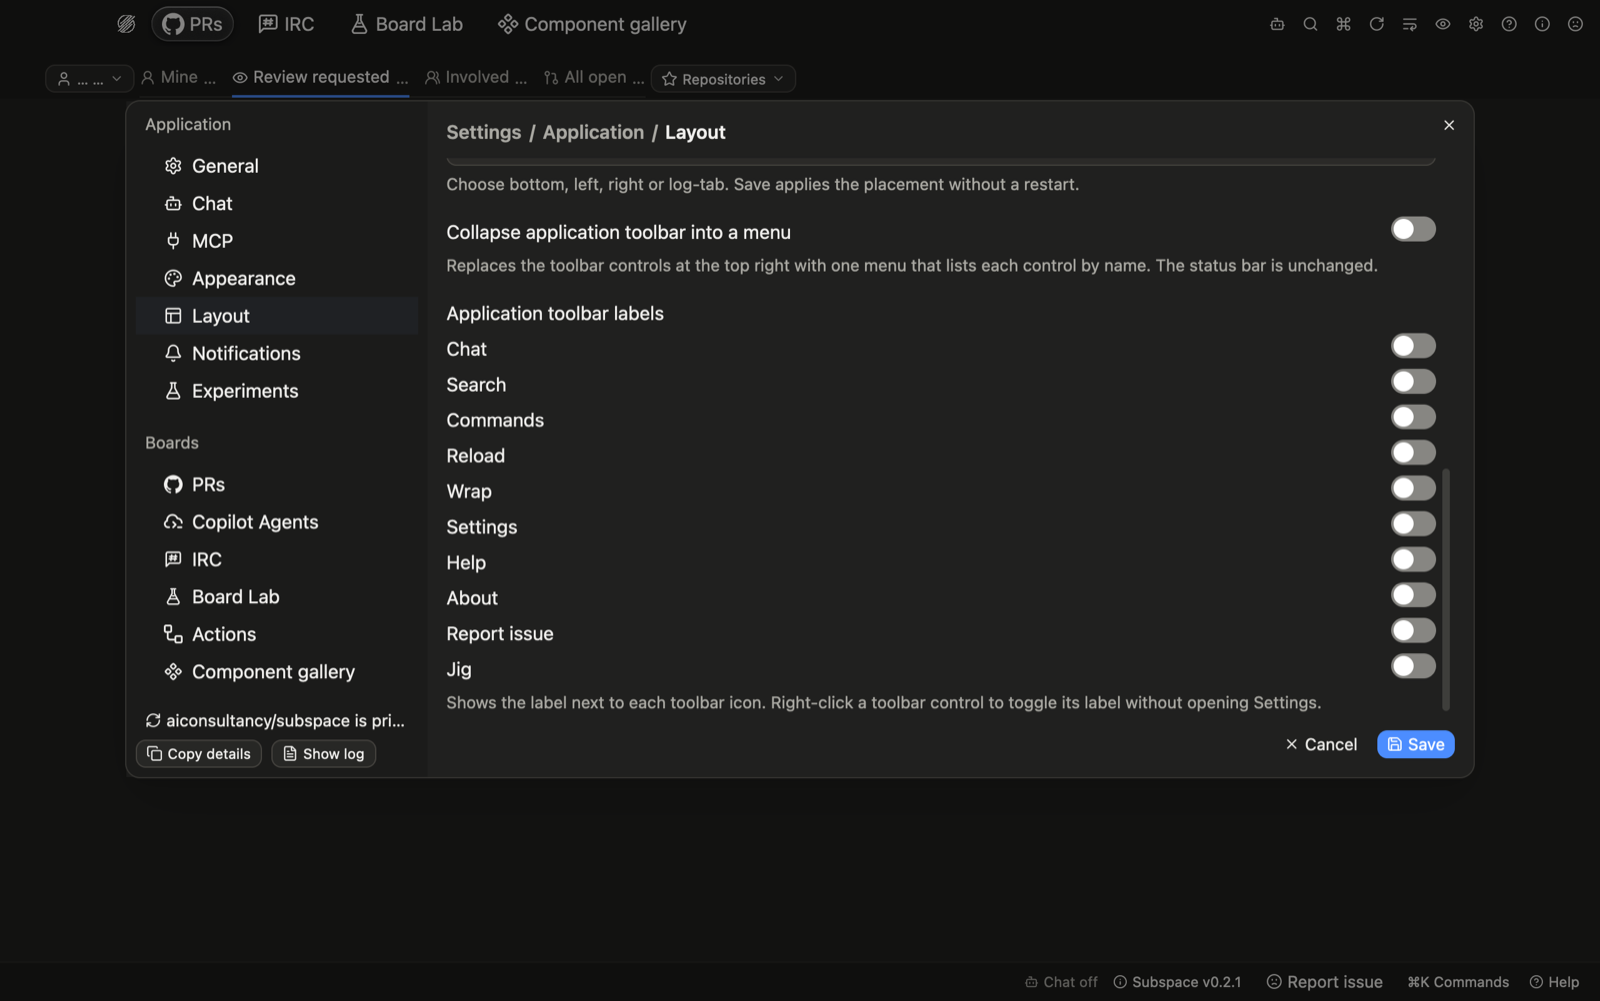 PRs IRC Board Lab Component gallery
... ... Mine ... Review requested ... Involved ... All open ... Repositories
Application
General
Chat
MCP
Appearance
Layout
Notifications
Experiments
Boards
PRs
Copilot Agents
IRC
Board Lab
Actions
Component gallery
aiconsultancy/subspace is pri...
Copy details Show log
Settings / Application / Layout
Choose bottom, left, right or log-tab. Save applies the placement without a restart.
Collapse application toolbar into a menu
Replaces the toolbar controls at the top right with one menu that lists each control by name. The status bar is unchanged.
Application toolbar labels
Chat
Search
Commands
Reload
Wrap
Settings
Help
About
Report issue
Jig
Shows the label next to each toolbar icon. Right-click a toolbar control to toggle its label without opening Settings.
Cancel Save
Chat off Subspace v0.2.1 Report issue ⌘K Commands Help